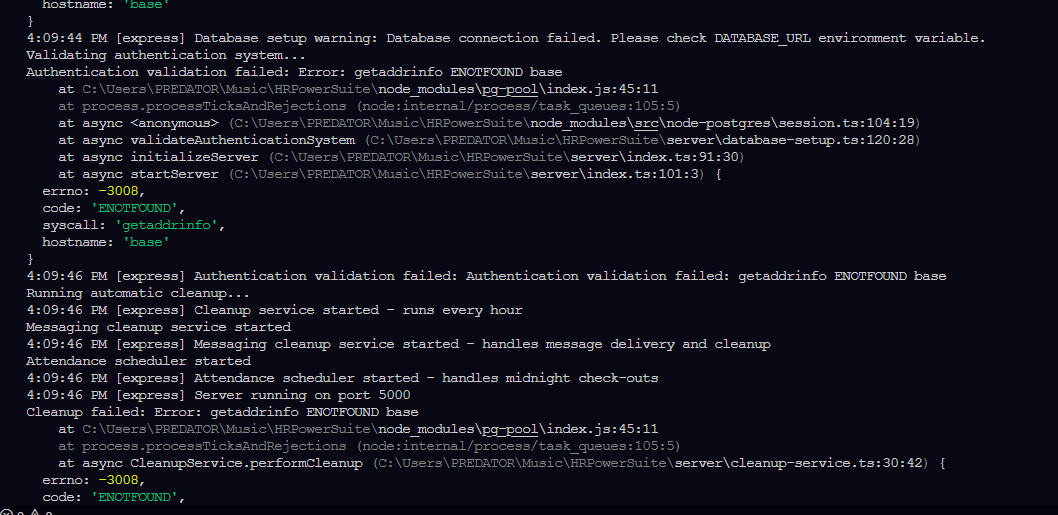 hostname: 'base'
}
4:09:44 PM [express] Database setup warning: Database connection failed. Please check DATABASE_URL environment variable.
Validating authentication system...
Authentication validation failed: Error: getaddrinfo ENOTFOUND base
at C:\Users\PREDATOR\Music\HRPowerSuite\node_modules\pg-pool\index.js:45:11
at process.processTicksAndRejections (node:internal/process/task_queues:105:5)
at async <anonymous> (C:\Users\PREDATOR\Music\HRPowerSuite\node_modules\src\node-postgres\session.ts:104:19)
at async validateAuthenticationSystem (C:\Users\PREDATOR\Music\HRPowerSuite\server\database-setup.ts:120:28)
at async initializeServer (C:\Users\PREDATOR\Music\HRPowerSuite\server\index.ts:91:30)
at async startServer (C:\Users\PREDATOR\Music\HRPowerSuite\server\index.ts:101:3) {
errno: -3008,
code: 'ENOTFOUND',
syscall: 'getaddrinfo',
hostname: 'base'
}
4:09:46 PM [express] Authentication validation failed: Authentication validation failed: getaddrinfo ENOTFOUND base
Running automatic cleanup...
4:09:46 PM [express] Cleanup service started - runs every hour
Messaging cleanup service started
4:09:46 PM [express] Messaging cleanup service started - handles message delivery and cleanup
Attendance scheduler started
4:09:46 PM [express] Attendance scheduler started - handles midnight check-outs
4:09:46 PM [express] Server running on port 5000
Cleanup failed: Error: getaddrinfo ENOTFOUND base
at C:\Users\PREDATOR\Music\HRPowerSuite\node_modules\pg-pool\index.js:45:11
at process.processTicksAndRejections (node:internal/process/task_queues:105:5)
at async CleanupService.performCleanup (C:\Users\PREDATOR\Music\HRPowerSuite\server\cleanup-service.ts:30:42) {
errno: -3008,
code: 'ENOTFOUND',